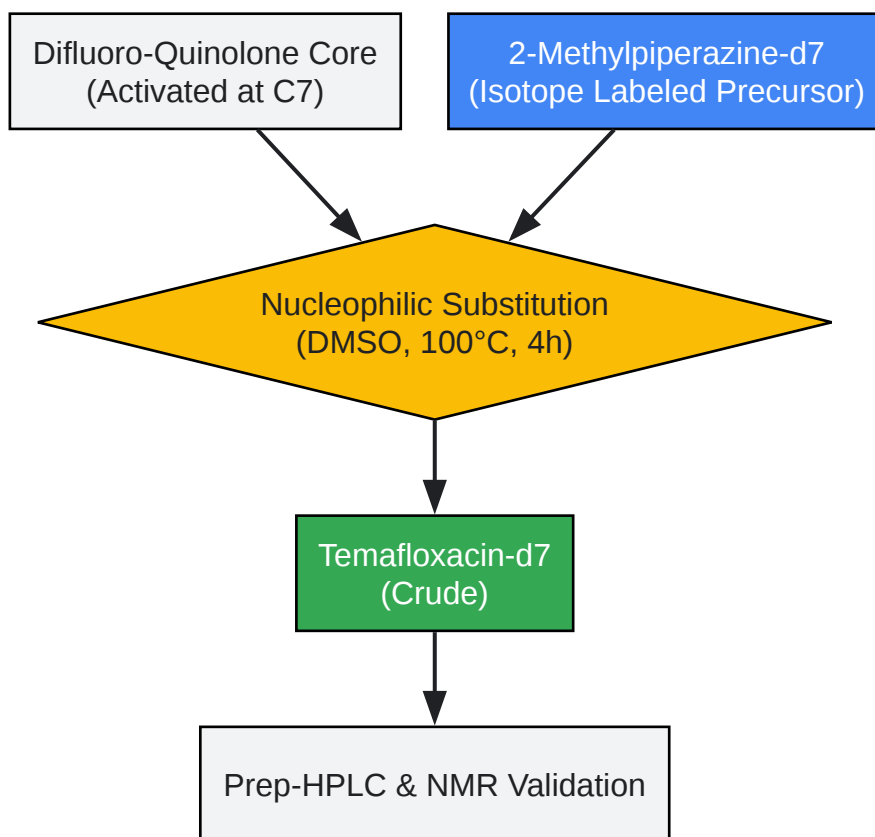 Difluoro-Quinolone Core
(Activated at C7)
2-Methylpiperazine-d7
(Isotope Labeled Precursor)
Nucleophilic Substitution
(DMSO, 100°C, 4h)
Temafloxacin-d7
(Crude)
Prep-HPLC & NMR Validation